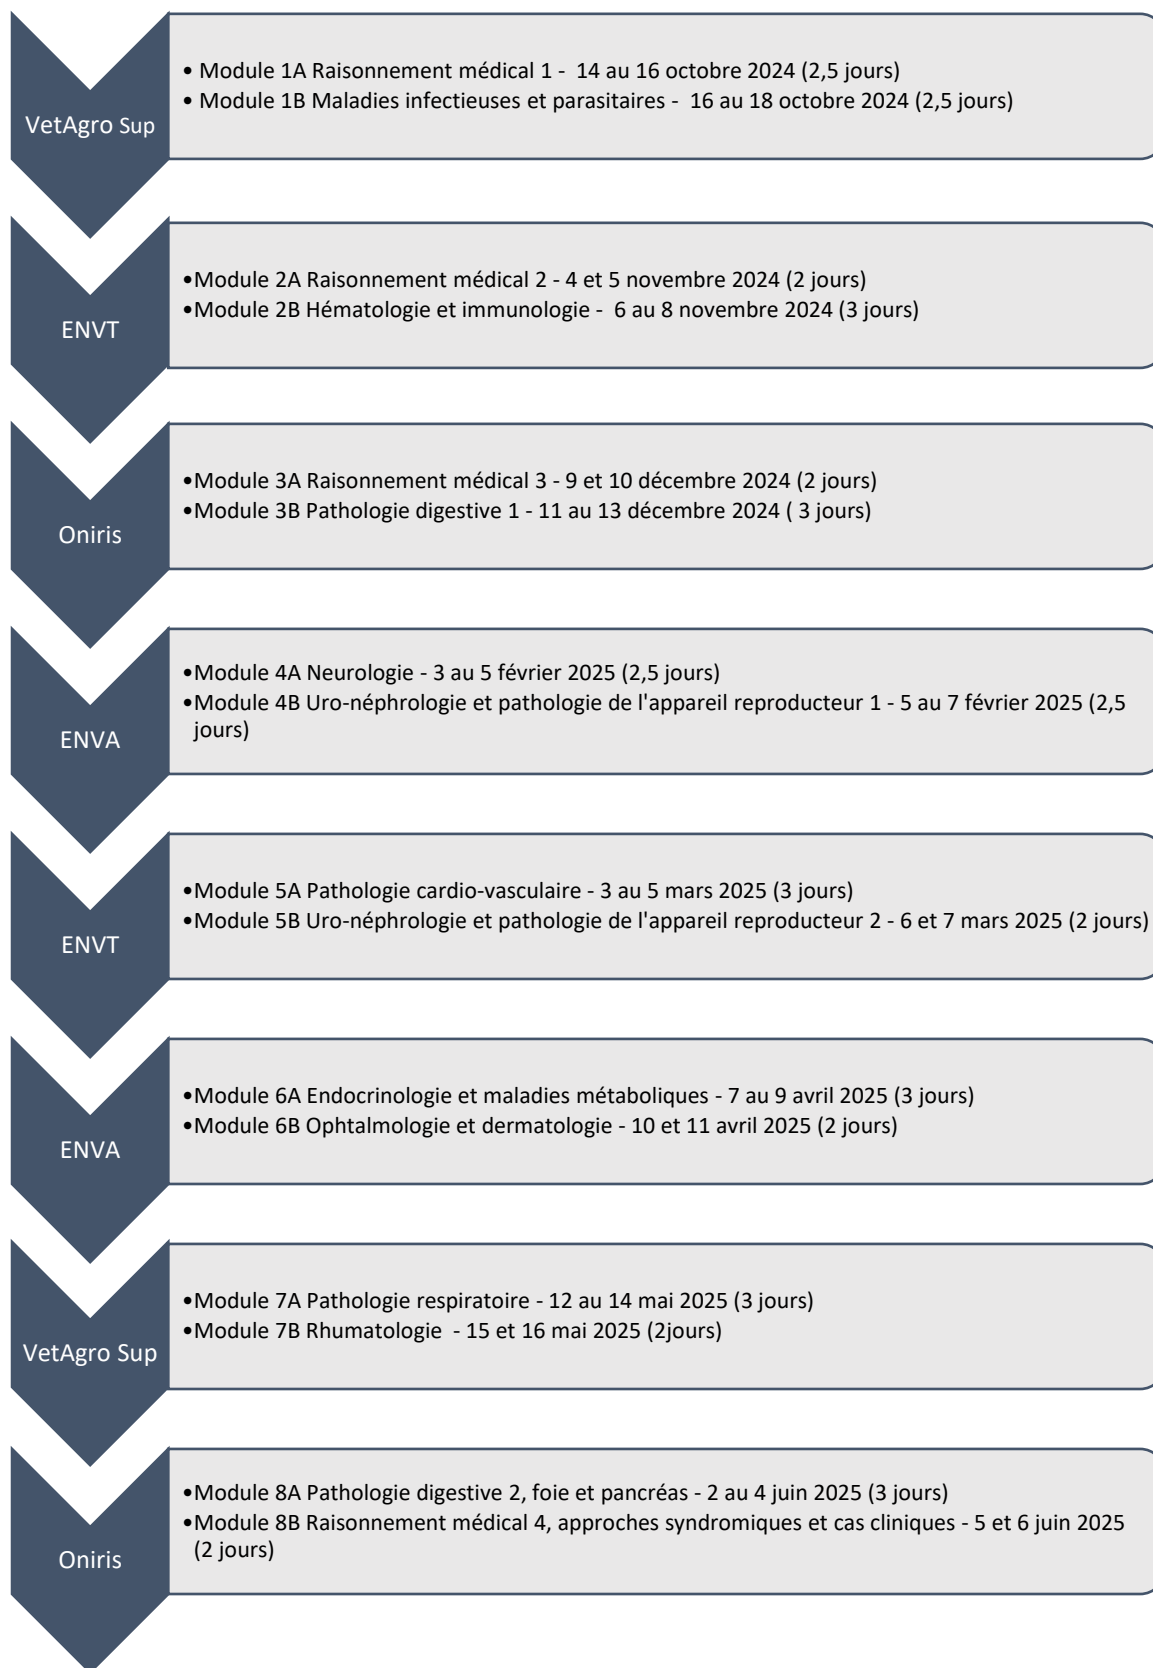 VetAgro Sup
• Module 1A Raisonnement médical 1 - 14 au 16 octobre 2024 (2,5 jours)
• Module 1B Maladies infectieuses et parasitaires - 16 au 18 octobre 2024 (2,5 jours)
ENVT
•Module 2A Raisonnement médical 2 - 4 et 5 novembre 2024 (2 jours)
•Module 2B Hématologie et immunologie - 6 au 8 novembre 2024 (3 jours)
Oniris
•Module 3A Raisonnement médical 3 - 9 et 10 décembre 2024 (2 jours)
•Module 3B Pathologie digestive 1 - 11 au 13 décembre 2024 ( 3 jours)
ENVA
•Module 4A Neurologie - 3 au 5 février 2025 (2,5 jours)
•Module 4B Uro-néphrologie et pathologie de l'appareil reproducteur 1 - 5 au 7 février 2025 (2,5
jours)
ENVT
•Module 5A Pathologie cardio-vasculaire - 3 au 5 mars 2025 (3 jours)
•Module 5B Uro-néphrologie et pathologie de l'appareil reproducteur 2 - 6 et 7 mars 2025 (2 jours)
ENVA
•Module 6A Endocrinologie et maladies métaboliques - 7 au 9 avril 2025 (3 jours)
•Module 6B Ophtalmologie et dermatologie - 10 et 11 avril 2025 (2 jours)
VetAgro Sup
•Module 7A Pathologie respiratoire - 12 au 14 mai 2025 (3 jours)
•Module 7B Rhumatologie - 15 et 16 mai 2025 (2jours)
Oniris
•Module 8A Pathologie digestive 2, foie et pancréas - 2 au 4 juin 2025 (3 jours)
•Module 8B Raisonnement médical 4, approches syndromiques et cas cliniques - 5 et 6 juin 2025
(2 jours)